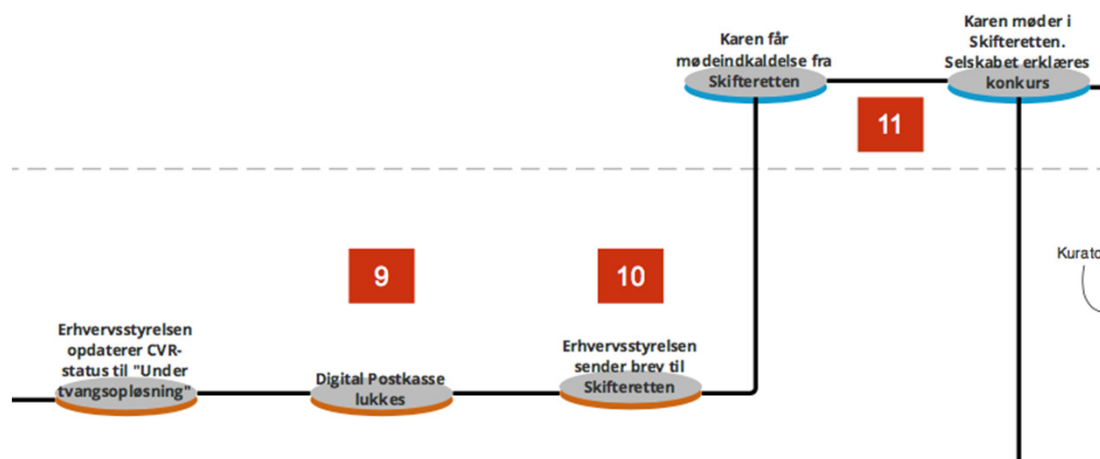 Karen får
mødeindkaldelse fra
Skifteretten
Karen møder i
Skifteretten.
Selskabet erklæres
konkurs
11
9
10
Kurato
Erhvervsstyrelsen
opdaterer CVR-
status til "Under
tvangsopløsning"
Digital Postkasse
lukkes
Erhvervsstyrelsen
sender brev til
Skifteretten